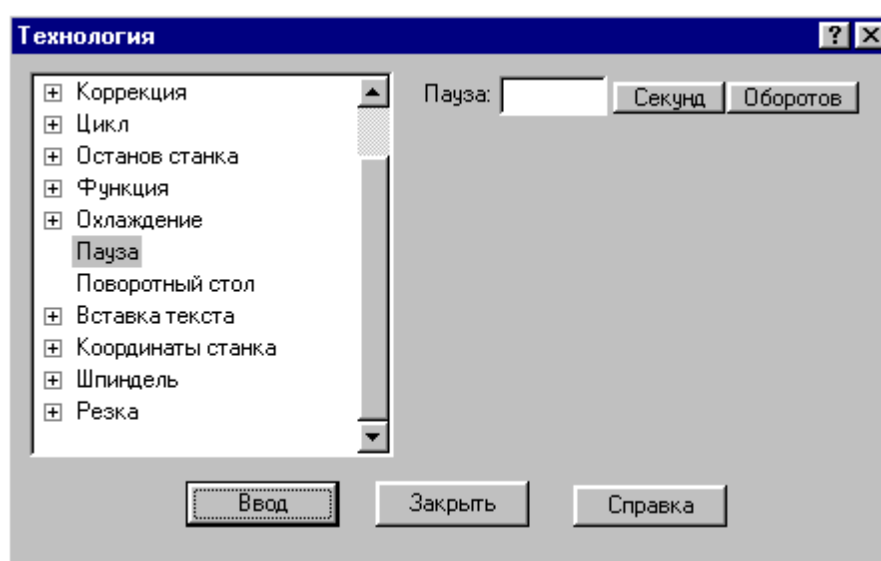 Технология
Коррекция
Цикл
Останов станка
Функция
Охлаждение
Пауза
Поворотный стол
Вставка текста
Координаты станка
Шпиндель
Резка
Пауза: Секунд Оборотов
Ввод Закрыть Справка